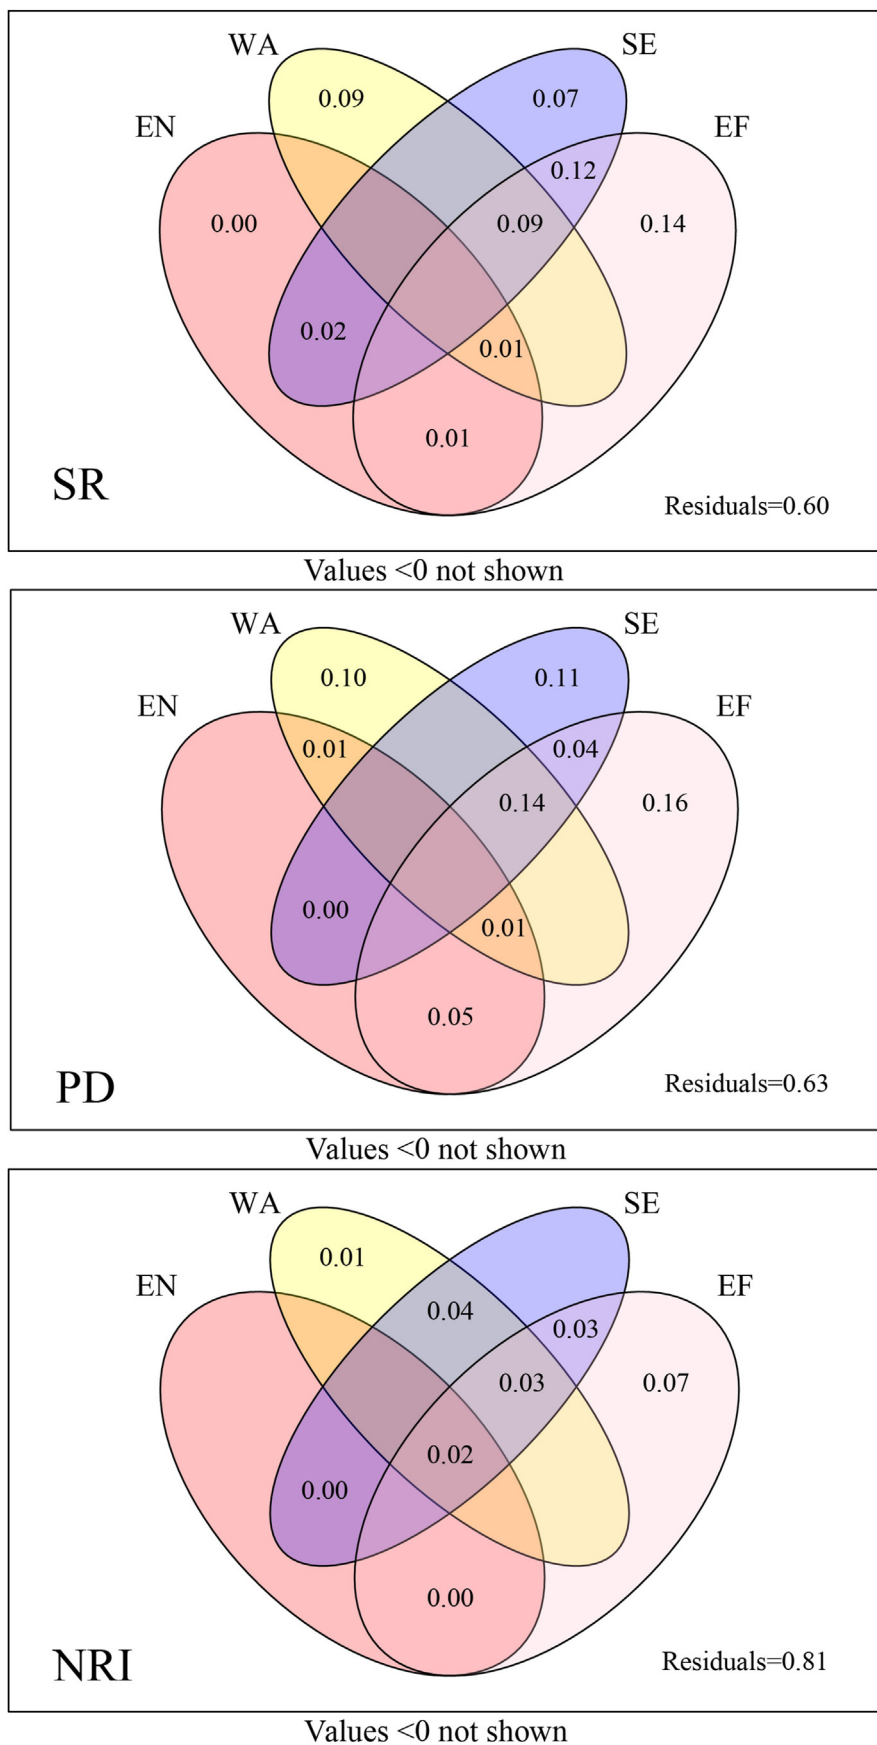 WA
SE
EN
EF
0.09
0.07
0.12
0.00
0.09
0.14
0.02
0.01
0.01
SR
Residuals=0.60
Values <0 not shown
WA
SE
EN
EF
0.10
0.11
0.01
0.04
0.14
0.16
0.00
0.01
0.05
PD
Residuals=0.63
Values <0 not shown
WA
SE
EN
EF
0.01
0.04
0.03
0.03
0.07
0.02
0.00
0.00
NRI
Residuals=0.81
Values <0 not shown